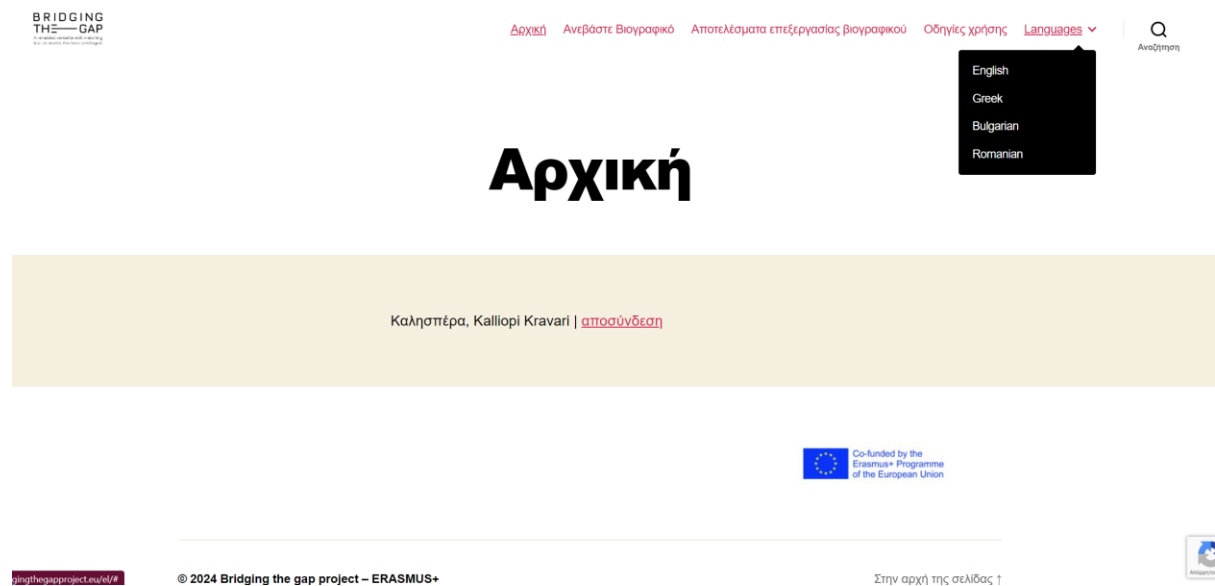 BRIDGING
THE GAP
Αρχική Ανεβάστε Βιογραφικό Αποτελέσματα επεξεργασίας βιογραφικού Οδηγίες χρήσης Languages
Αναζήτηση
English
Greek
Bulgarian
Romanian
Αρχική
Καλησπέρα, Kalliopi Kravari | αποσύνδεση
Co-funded by the
Erasmus+ Programme
of the European Union
gingthegapproject.eu/el/#
© 2024 Bridging the gap project – ERASMUS+
Στην αρχή της σελίδας ↑